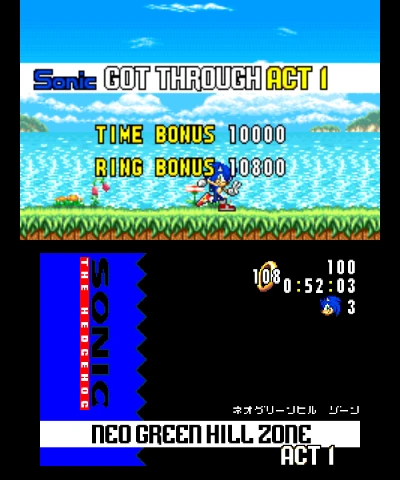 Sonic GOT THROUGH ACT 1
TIME BONUS 10000
RING BONUS 10800
SONIC
THE HEDGEHOG
100
108
0:52:03
3
ネオグリーンヒル ゾーン
NEO GREEN HILL ZONE
ACT 1